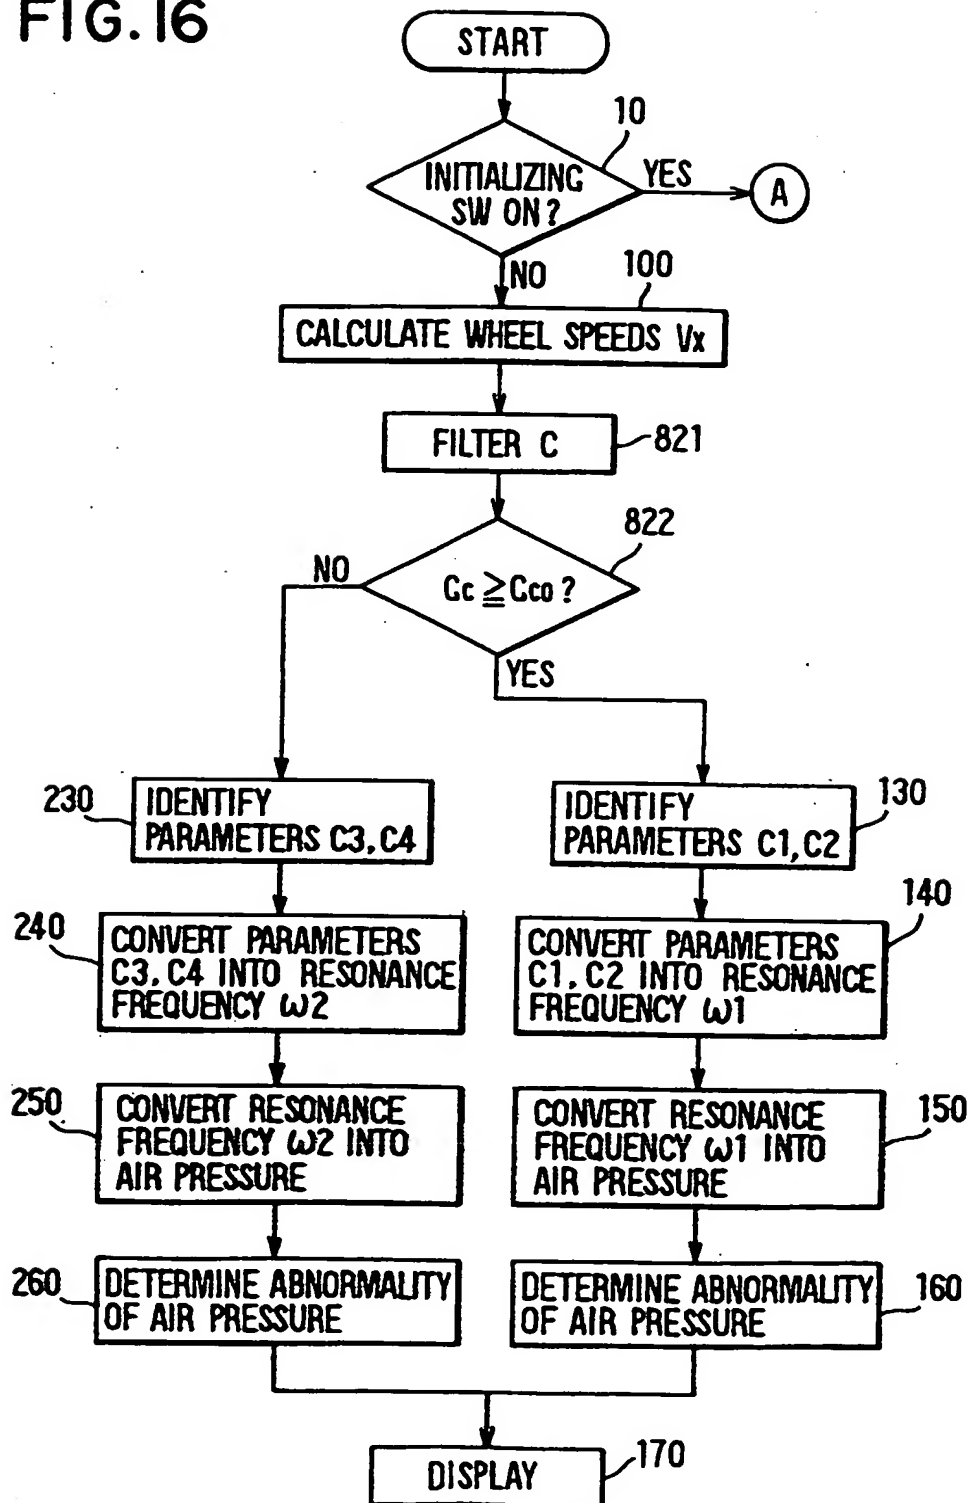 FIG. 16
START
10
INITIALIZING
SW ON?
YES
A
NO
100
CALCULATE WHEEL SPEEDS Vx
FILTER C
821
822
NO
Gc ≧ Gco?
YES
230
IDENTIFY
PARAMETERS C3, C4
130
IDENTIFY
PARAMETERS C1, C2
240
CONVERT PARAMETERS
C3, C4 INTO RESONANCE
FREQUENCY ω2
140
CONVERT PARAMETERS
C1, C2 INTO RESONANCE
FREQUENCY ω1
250
CONVERT RESONANCE
FREQUENCY ω2 INTO
AIR PRESSURE
150
CONVERT RESONANCE
FREQUENCY ω1 INTO
AIR PRESSURE
260
DETERMINE ABNORMALITY
OF AIR PRESSURE
160
DETERMINE ABNORMALITY
OF AIR PRESSURE
170
DISPLAY